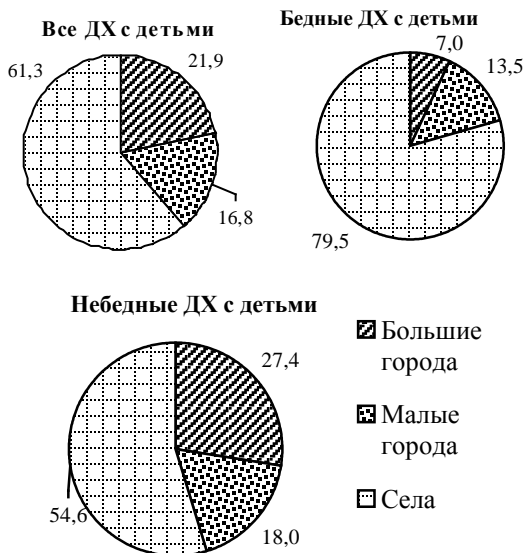 Все ДХ с детьми
61,3
21,9
16,8
Бедные ДХ с детьми
7,0
13,5
79,5
Небедные ДХ с детьми
27,4
54,6
18,0
Большие
города
Малые
города
Села